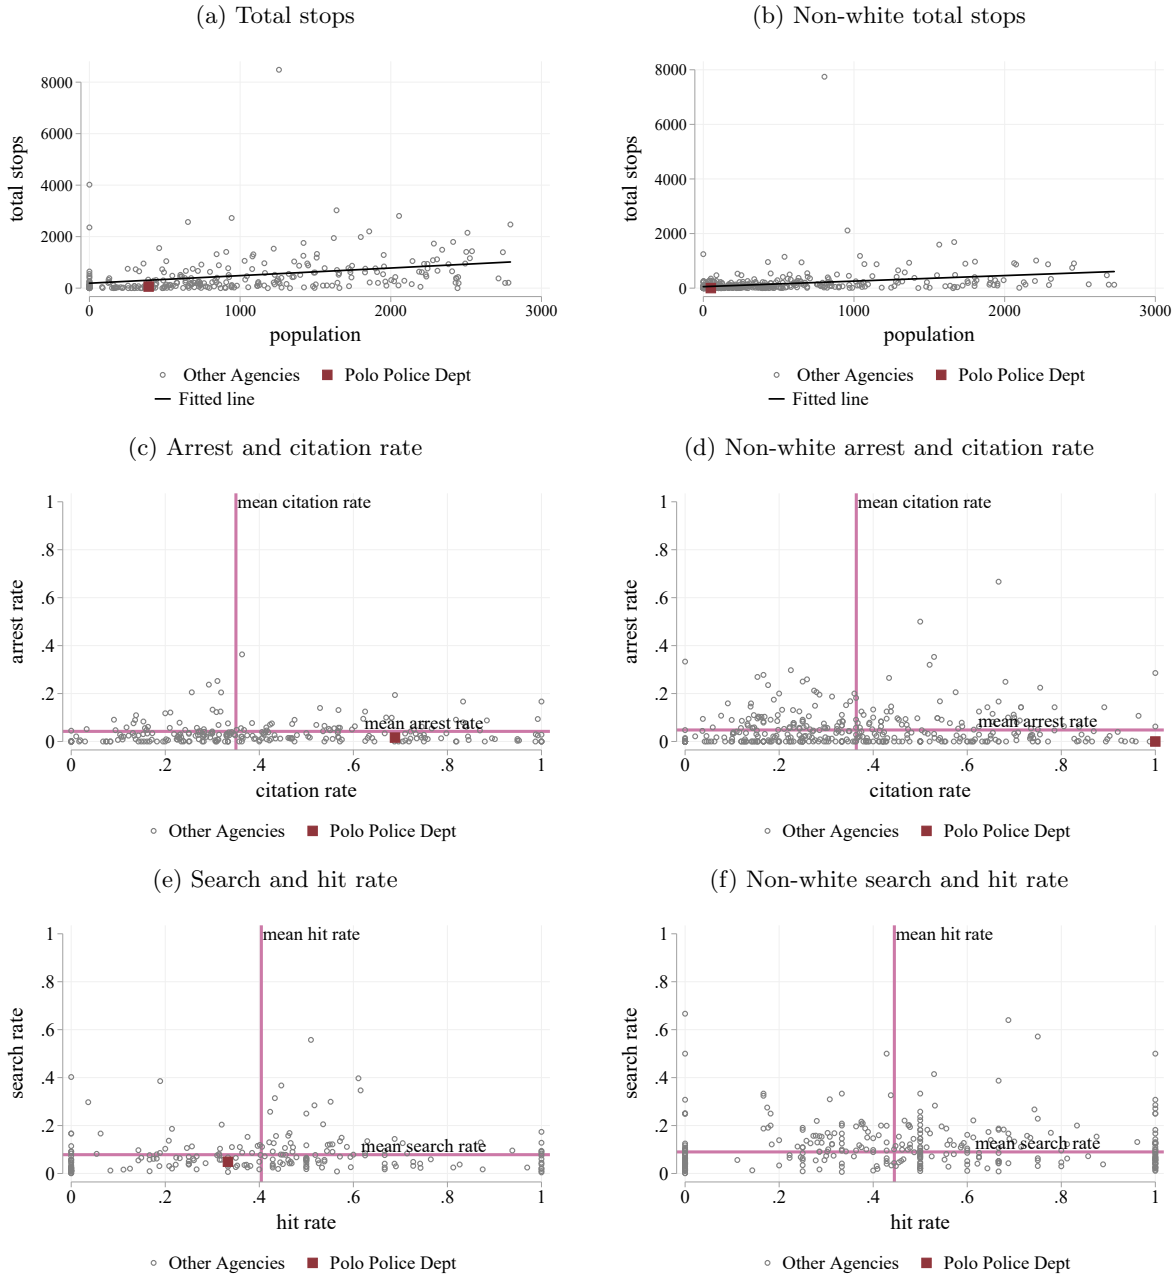 (a) Total stops
(b) Non-white total stops
8000
6000
4000
2000
0
total stops
0
1000
2000
3000
population
Other Agencies
Polo Police Dept
Fitted line
8000
6000
4000
2000
0
total stops
0
1000
2000
3000
population
Other Agencies
Polo Police Dept
Fitted line
(c) Arrest and citation rate
(d) Non-white arrest and citation rate
1
.8
.6
.4
.2
0
arrest rate
mean citation rate
mean arrest rate
0
.2
.4
.6
.8
1
citation rate
Other Agencies
Polo Police Dept
1
.8
.6
.4
.2
0
arrest rate
mean citation rate
mean arrest rate
0
.2
.4
.6
.8
1
citation rate
Other Agencies
Polo Police Dept
(e) Search and hit rate
(f) Non-white search and hit rate
1
.8
.6
.4
.2
0
search rate
mean hit rate
mean search rate
0
.2
.4
.6
.8
1
hit rate
Other Agencies
Polo Police Dept
1
.8
.6
.4
.2
0
search rate
mean hit rate
mean search rate
0
.2
.4
.6
.8
1
hit rate
Other Agencies
Polo Police Dept